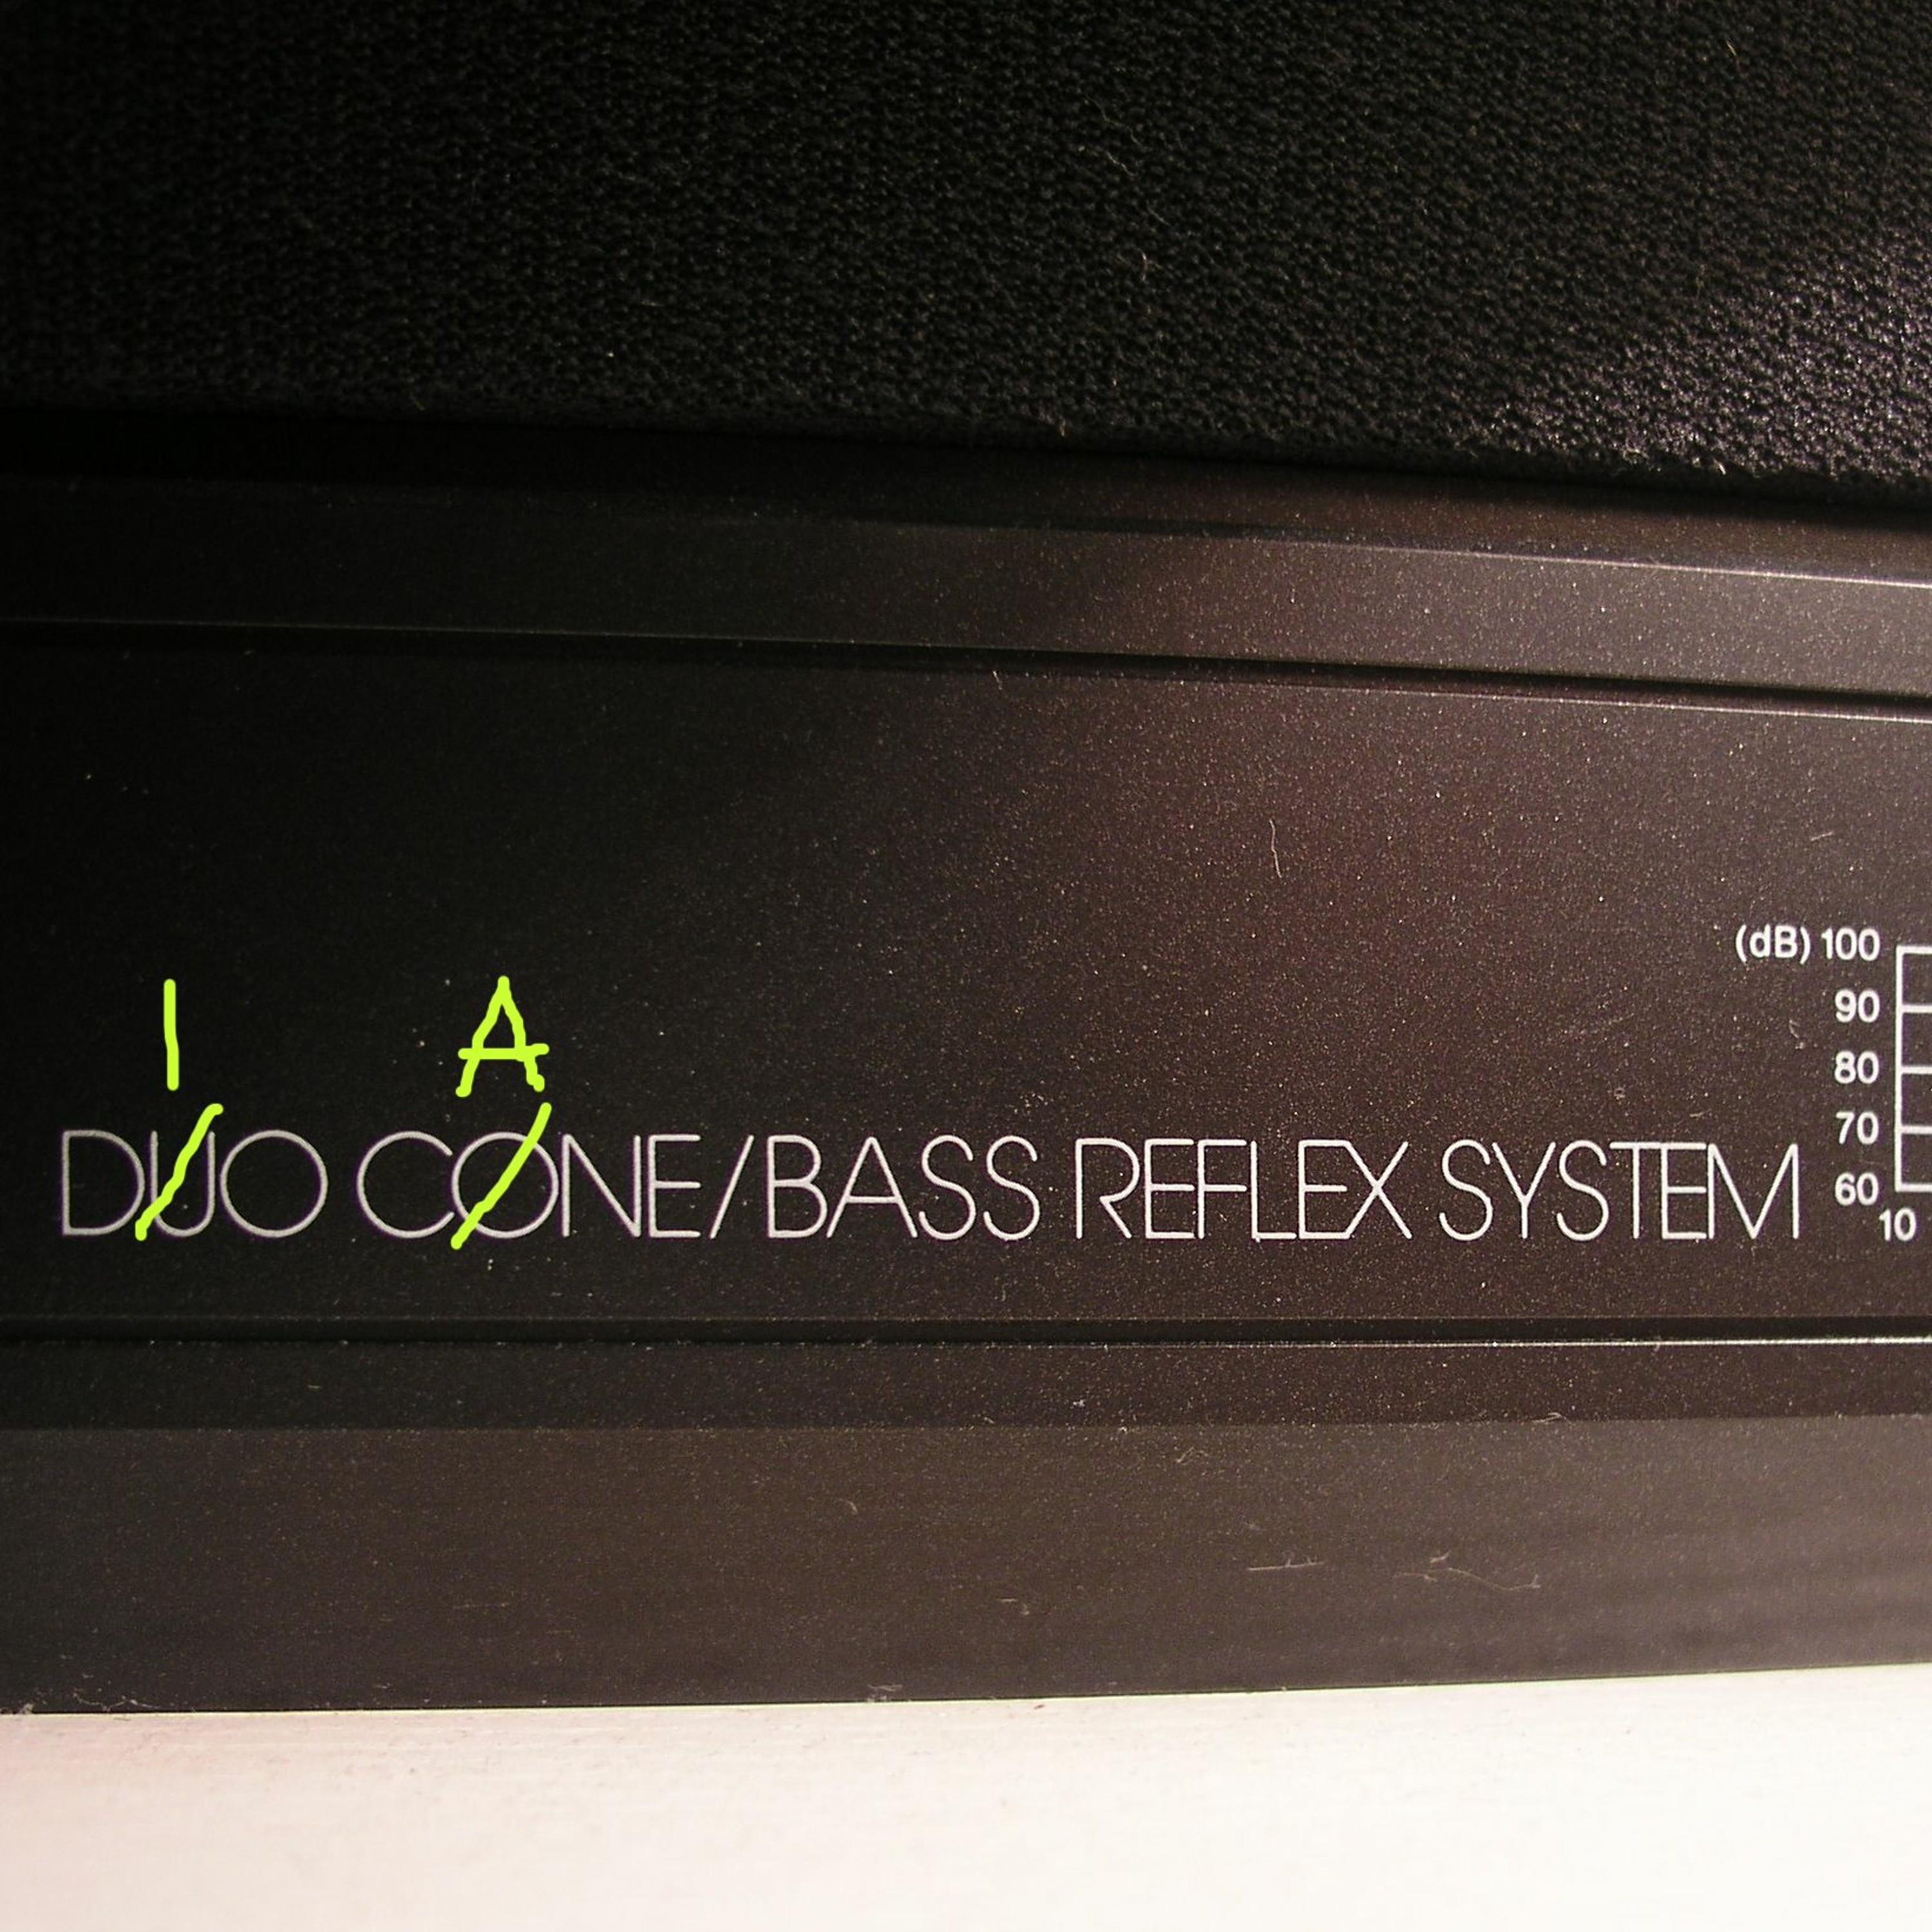 I A
DUO CONE/BASS REFLEX SYSTEM
(dB) 100
90
80
70
60
10